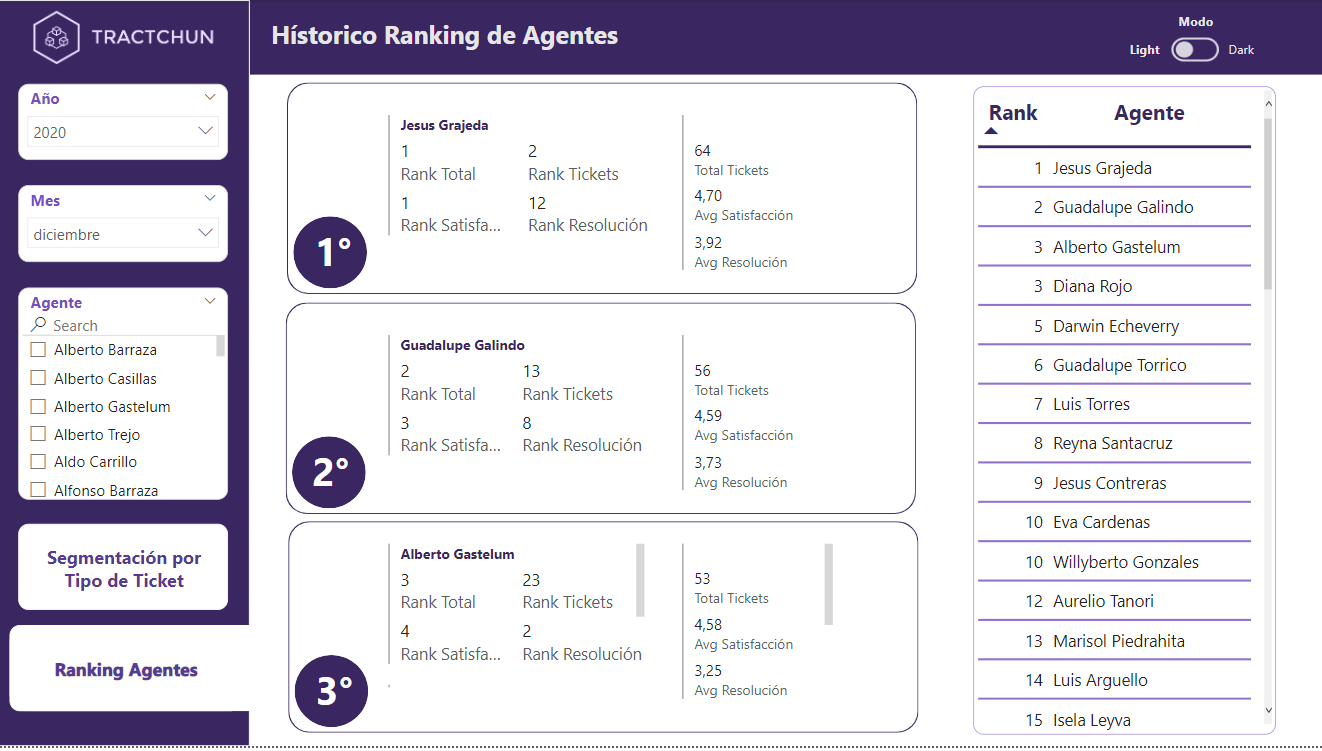 TRACTCHUN
Hístorico Ranking de Agentes
Modo
Light Dark
Año
2020
Mes
diciembre
Agente
Search
Alberto Barraza
Alberto Casillas
Alberto Gastelum
Alberto Trejo
Aldo Carrillo
Alfonso Barraza
Segmentación por
Tipo de Ticket
Ranking Agentes
1°
Jesus Grajeda
1 2
Rank Total Rank Tickets
1 12
Rank Satisfa... Rank Resolución
64
Total Tickets
4,70
Avg Satisfacción
3,92
Avg Resolución
2°
Guadalupe Galindo
2 13
Rank Total Rank Tickets
3 8
Rank Satisfa... Rank Resolución
56
Total Tickets
4,59
Avg Satisfacción
3,73
Avg Resolución
3°
Alberto Gastelum
3 23
Rank Total Rank Tickets
4 2
Rank Satisfa... Rank Resolución
53
Total Tickets
4,58
Avg Satisfacción
3,25
Avg Resolución
Rank Agente
1 Jesus Grajeda
2 Guadalupe Galindo
3 Alberto Gastelum
3 Diana Rojo
5 Darwin Echeverry
6 Guadalupe Torrico
7 Luis Torres
8 Reyna Santacruz
9 Jesus Contreras
10 Eva Cardenas
10 Willyberto Gonzales
12 Aurelio Tanori
13 Marisol Piedrahita
14 Luis Arguello
15 Isela Leyva